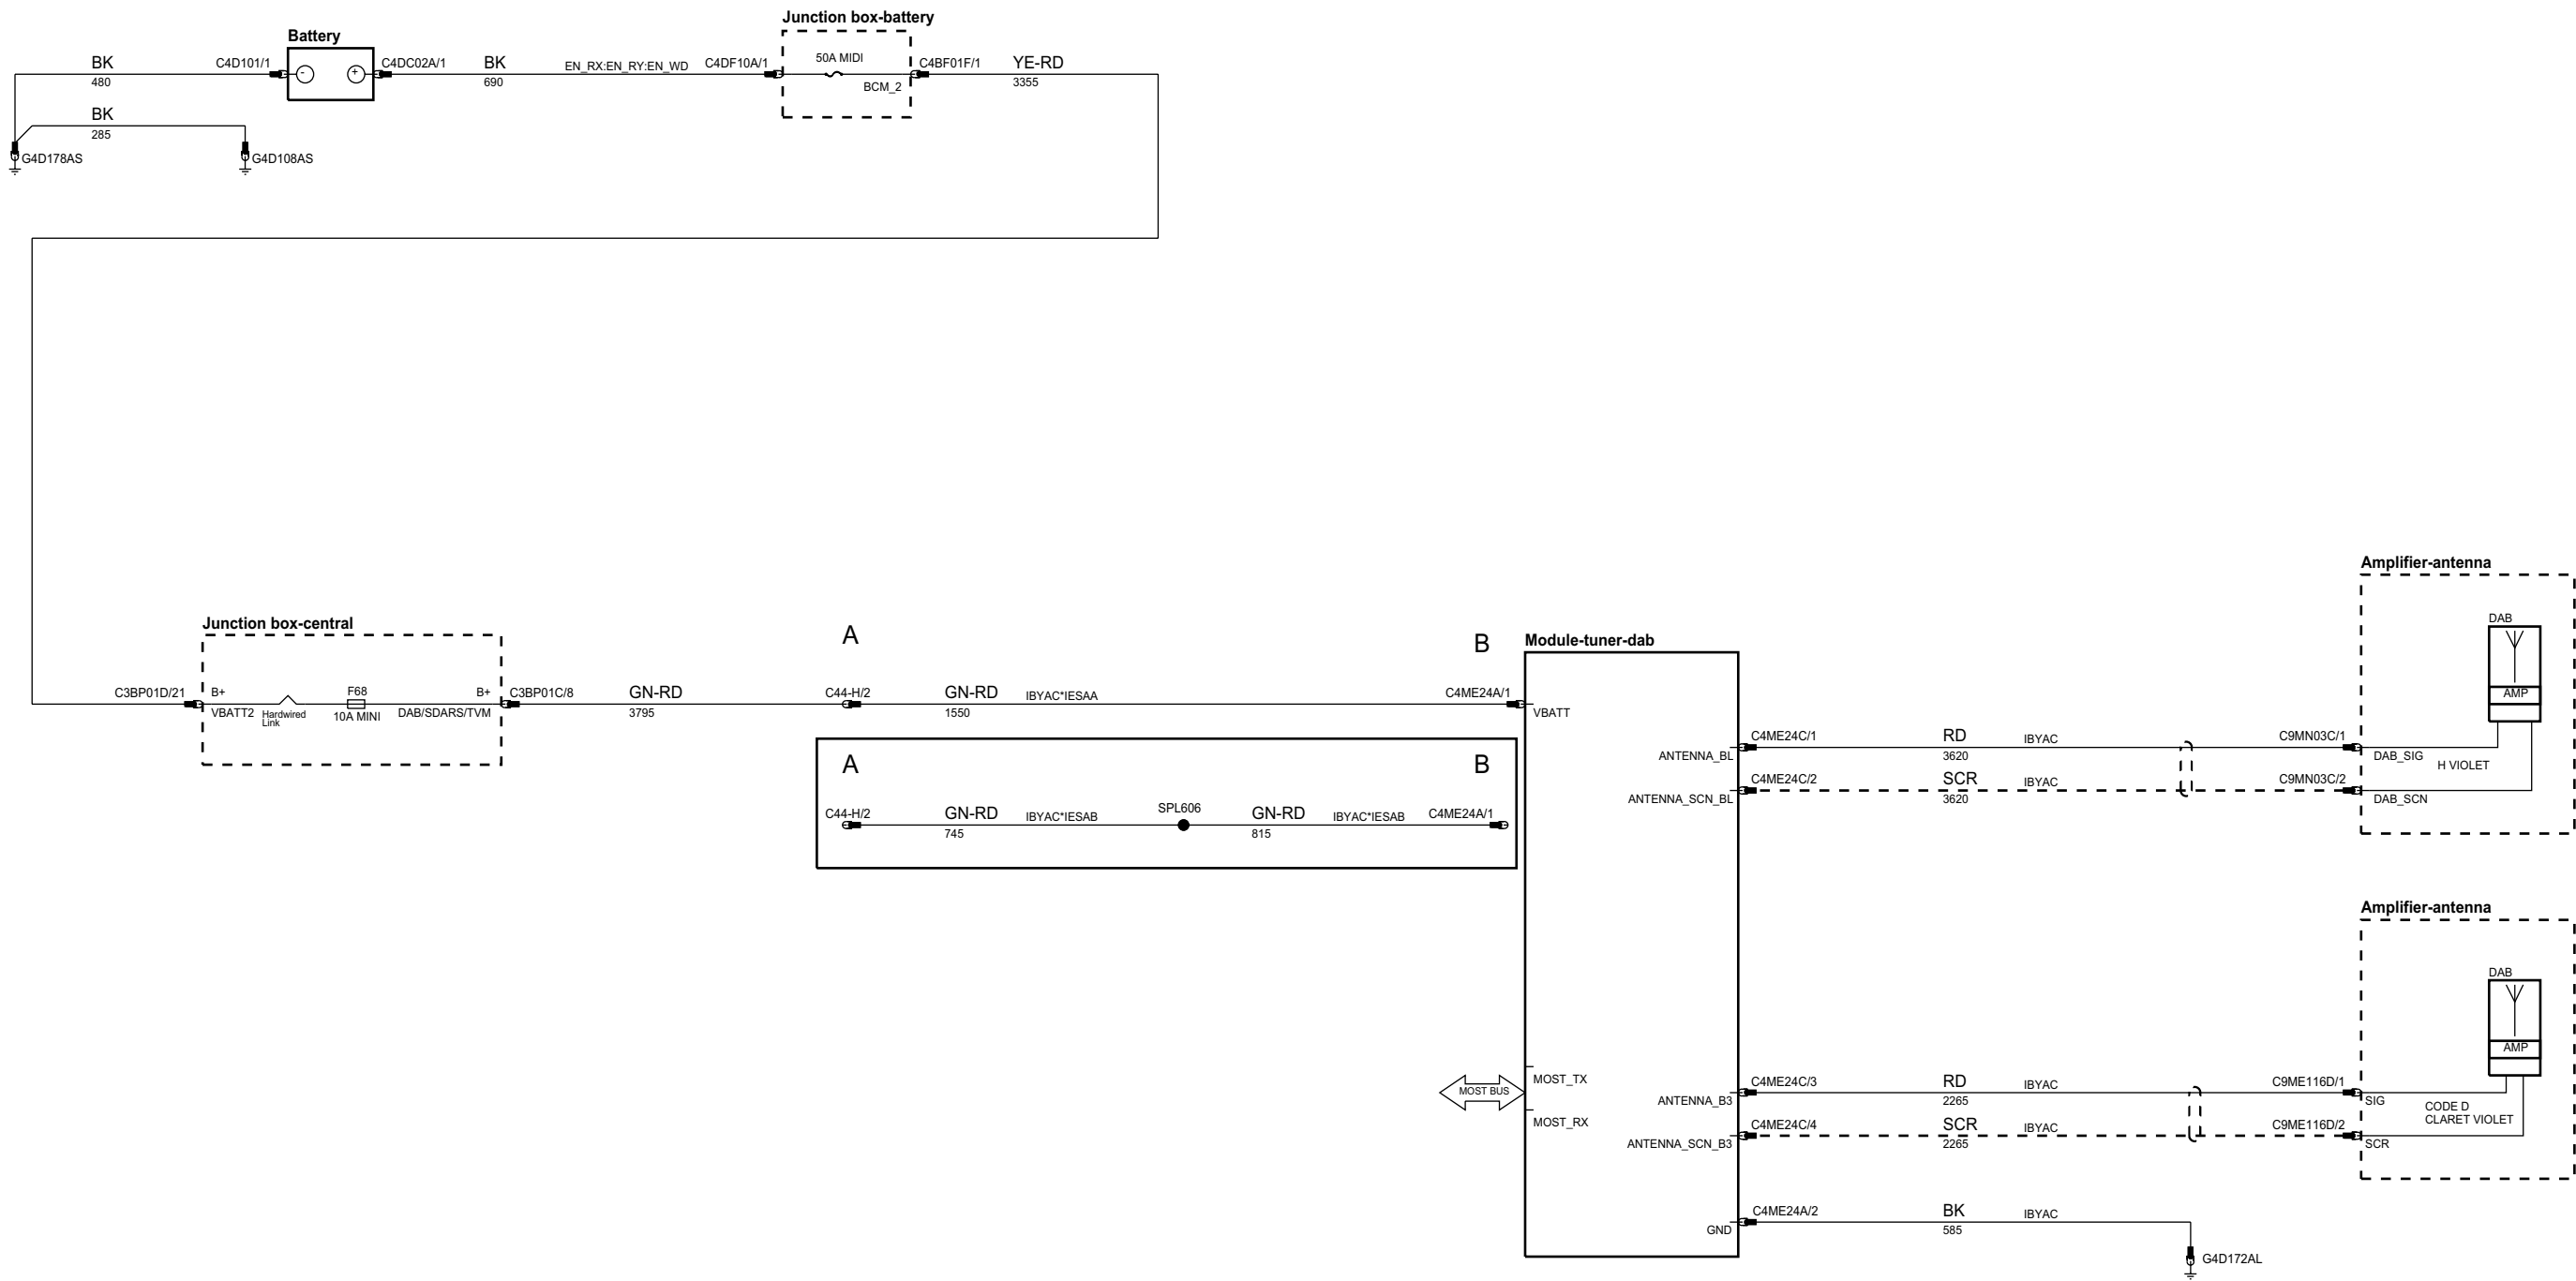 Junction box-battery
Battery
BK
480
C4D101/1
-
+
C4DC02A/1
BK
690
EN_RX:EN_RY:EN_WD
C4DF10A/1
50A MIDI
BCM_2
C4BF01F/1
YE-RD
3355
BK
285
G4D178AS
G4D108AS
Junction box-central
C3BP01D/21
B+
VBATT2
Hardwired
Link
F68
10A MINI
B+
DAB/SDARS/TVM
C3BP01C/8
GN-RD
3795
A
C44-H/2
GN-RD
1550
IBYAC*IESAA
B
C4ME24A/1
A
B
C44-H/2
GN-RD
745
IBYAC*IESAB
SPL606
GN-RD
815
IBYAC*IESAB
C4ME24A/1
Module-tuner-dab
VBATT
ANTENNA_BL
ANTENNA_SCN_BL
MOST BUS
MOST_TX
MOST_RX
ANTENNA_B3
ANTENNA_SCN_B3
GND
C4ME24C/1
RD
3620
IBYAC
C9MN03C/1
C4ME24C/2
SCR
3620
IBYAC
C9MN03C/2
Amplifier-antenna
DAB
AMP
DAB_SIG
H VIOLET
DAB_SCN
Amplifier-antenna
DAB
AMP
C4ME24C/3
RD
2265
IBYAC
C9ME116D/1
SIG
CODE D
CLARET VIOLET
C4ME24C/4
SCR
2265
IBYAC
C9ME116D/2
SCR
C4ME24A/2
BK
585
IBYAC
G4D172AL